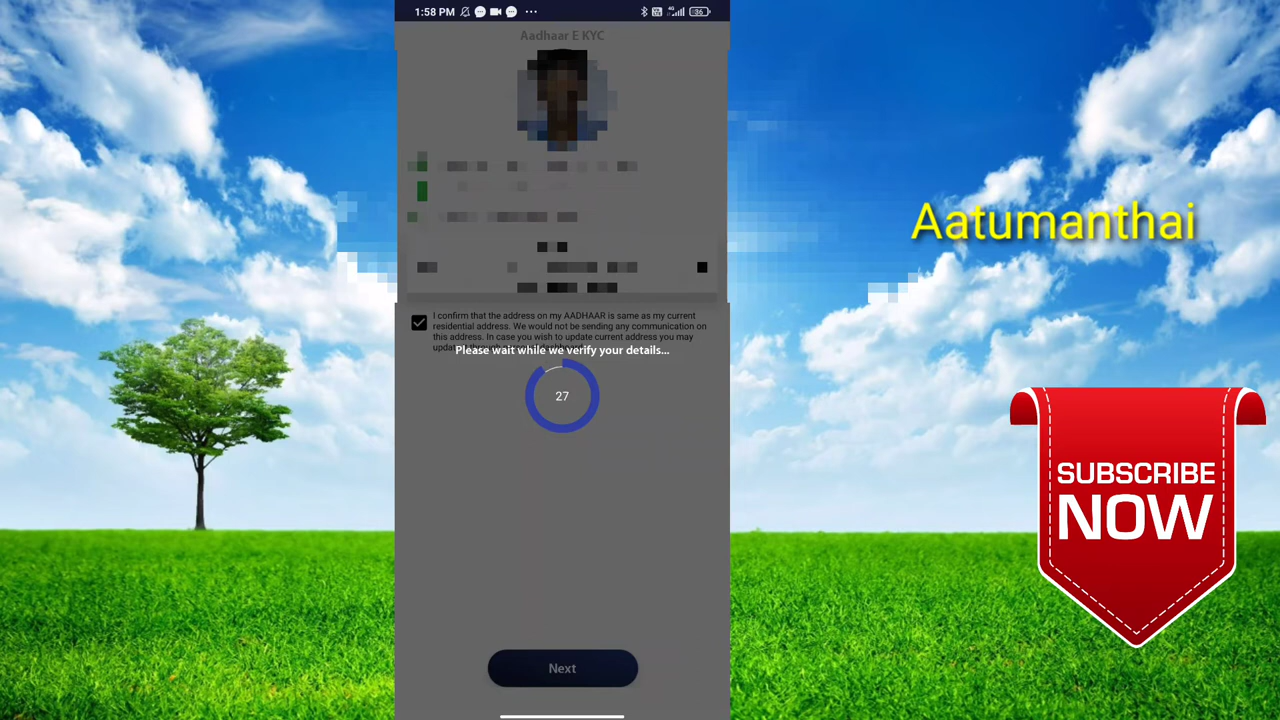 1:58 PM
36
Aadhaar E KYC
Aatumanthai
I confirm that the address on my AADHAAR is same as my current
residential address. We would not be sending any communication on
this address. In case you wish to update current address you may
Please wait while we verify your details...
27
SUBSCRIBE
NOW
Next